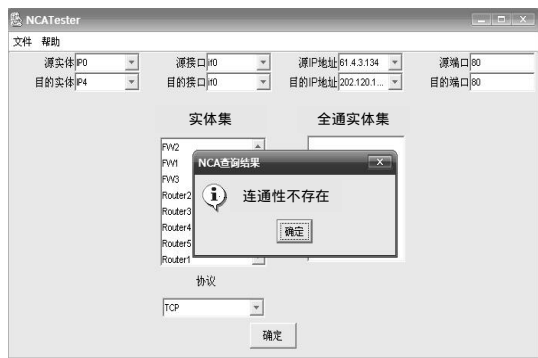 NCATester
文件 帮助
源实体 IP0 源接口 if0 源IP地址 61.4.3.134 源端口 80
目的实体 IP4 目的接口 if0 目的IP地址 202.120.1... 目的端口 80
实体集 全通实体集
FW2
FW1
FW3
Router2
Router3
Router4
Router5
Router1
NCA查询结果
连通性不存在
确定
协议
TCP
确定